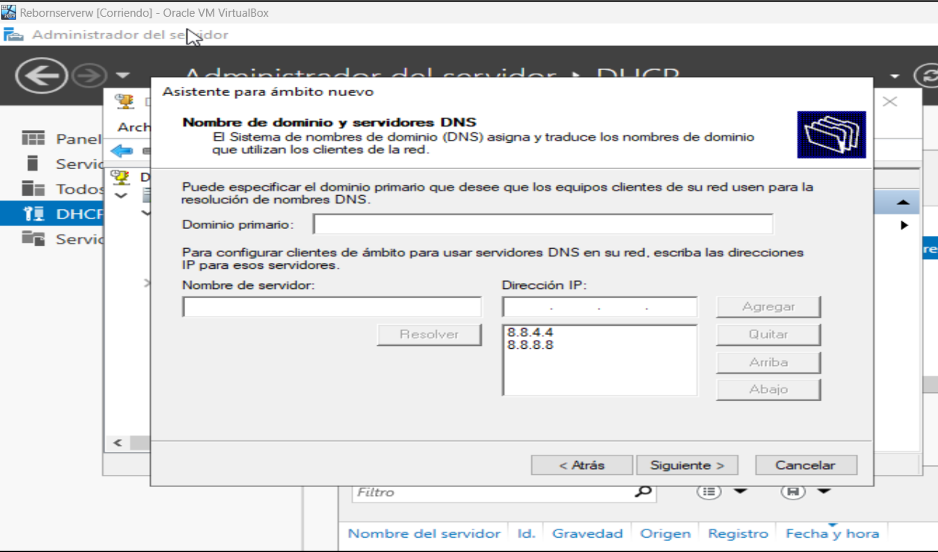 Rebornserverw [Corriendo] - Oracle VM VirtualBox
Administrador del servidor
Administrador del servidor DHCP
Asistente para ámbito nuevo
Nombre de dominio y servidores DNS
El Sistema de nombres de dominio (DNS) asigna y traduce los nombres de dominio
que utilizan los clientes de la red.
Arch
Panel
Servic
Todos
DHCP
Servic
D
Puede especificar el dominio primario que desee que los equipos clientes de su red usen para la
resolución de nombres DNS.
Dominio primario:
Para configurar clientes de ámbito para usar servidores DNS en su red, escriba las direcciones
IP para esos servidores.
Nombre de servidor:
Dirección IP:
. . .
Agregar
Resolver
8.8.4.4
8.8.8.8
Quitar
Arriba
Abajo
< Atrás
Siguiente >
Cancelar
re
Filtro
Nombre del servidor Id. Gravedad Origen Registro Fecha y hora